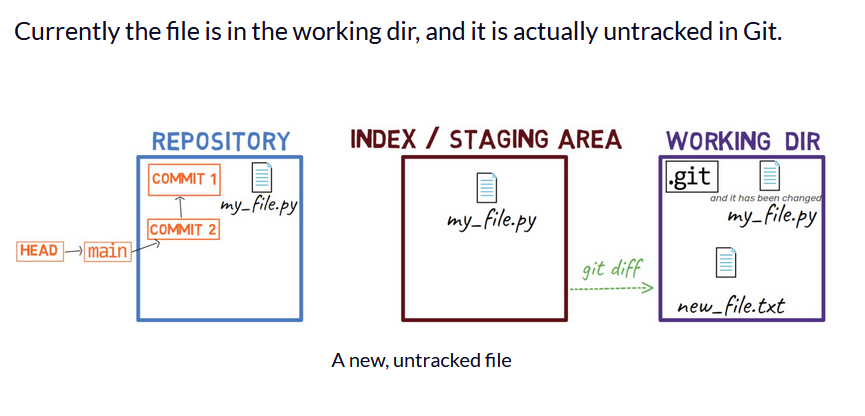 Currently the file is in the working dir, and it is actually untracked in Git.
REPOSITORY
INDEX / STAGING AREA
WORKING DIR
COMMIT 1
my_file.py
COMMIT 2
HEAD
main
my_file.py
git diff
.git
and it has been changed
my_file.py
new_file.txt
A new, untracked file